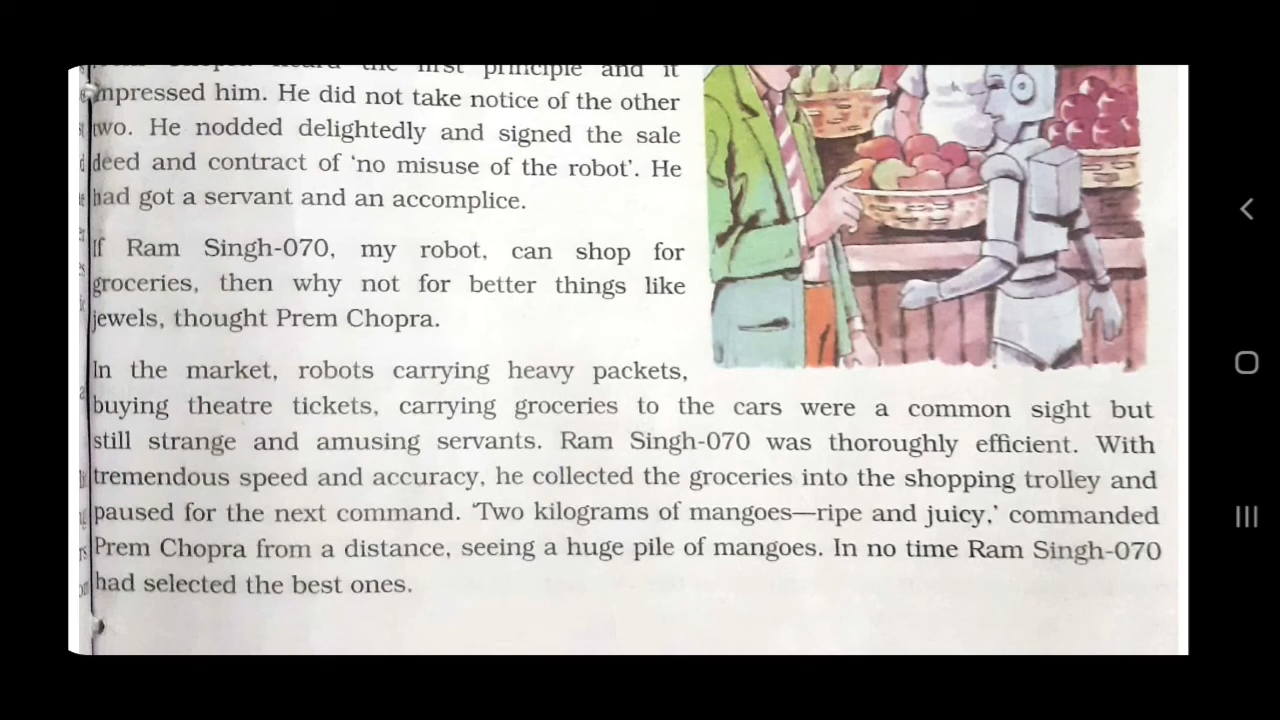 heard the first principle and it
impressed him. He did not take notice of the other
two. He nodded delightedly and signed the sale
deed and contract of ‘no misuse of the robot’. He
had got a servant and an accomplice.
If Ram Singh-070, my robot, can shop for
groceries, then why not for better things like
jewels, thought Prem Chopra.
In the market, robots carrying heavy packets,
buying theatre tickets, carrying groceries to the cars were a common sight but
still strange and amusing servants. Ram Singh-070 was thoroughly efficient. With
tremendous speed and accuracy, he collected the groceries into the shopping trolley and
paused for the next command. ‘Two kilograms of mangoes—ripe and juicy,’ commanded
Prem Chopra from a distance, seeing a huge pile of mangoes. In no time Ram Singh-070
had selected the best ones.